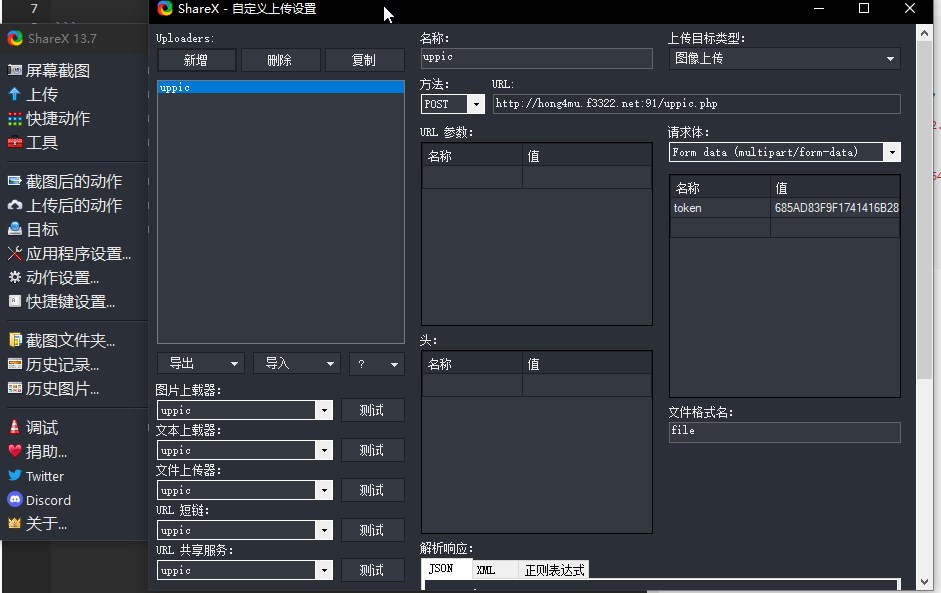 7
ShareX 13.7
屏幕截图
上传
快捷动作
工具
截图后的动作
上传后的动作
目标
应用程序设置...
动作设置...
快捷键设置...
截图文件夹...
历史记录...
历史图片...
调试
捐助...
Twitter
Discord
关于...
ShareX - 自定义上传设置
Uploaders:
新增 删除 复制
uppic
导出 导入 ?
图片上载器:
uppic 测试
文本上载器:
uppic 测试
文件上传器:
uppic 测试
URL 短链:
uppic 测试
URL 共享服务:
uppic 测试
名称:
uppic
方法: URL:
POST http://hong4mu.f3322.net:91/uppic.php
URL 参数:
名称 值
头:
名称 值
解析响应:
JSON XML 正则表达式
上传目标类型:
图像上传
请求体:
Form data (multipart/form-data)
名称 值
token 685AD83F9F1741416B28
文件格式名:
file